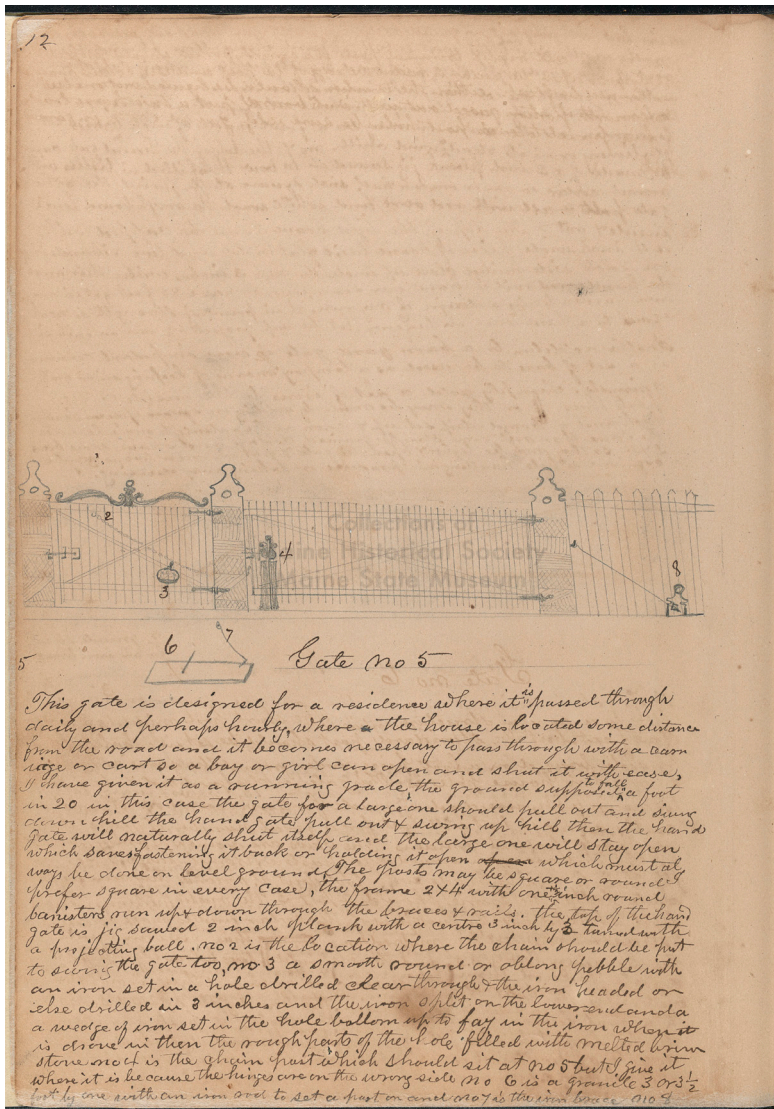 12
2
3
4
8
6
7
5
Gate no 5
Collections of
Maine Historical Society
Maine State Museum
This gate is designed for a residence where it is passed through
daily and perhaps hourly, where a the house is located some distance
from the road and it becomes necessary to pass through with a carr
iage or cart so a boy or girl can open and shut it with ease,
I have given it as a running grade the ground supposed to fall a foot
in 20 in this case the gate for a large one should pull out and swing
down hill the hand gate pull out & swing up hill then the hand
gate will naturally shut itself and the large one will stay open
which saves fastening it back or holding it open which must al
ways be done on level ground, The posts may be square or round I
prefer square in every case, the frame 2x4 with one inch round
banisters run up & down through the braces & rails. the top of the hand
gate is jig sawed 2 inch plank with a centre 3 inch by 3 turned with
a projecting ball. no 2 is the location where the chain should be put
to swing the gate too, no 3 a smooth round or oblong pebble with
an iron set in a hole drilled clear through & the iron headed or
else drilled in 3 inches and the iron split on the lower end and a
a wedge of iron set in the hole bottom up to fay in the iron when it
is drove in then the rough parts of the hole filled with melted brim
stone no 4 is the chain post which should sit at no 5 but I give it
where it is because the hinges are on the wrong side no 6 is a granite 3 or 3½
foot by one with an iron rod to set a post on and no 7 is the iron brace no 8